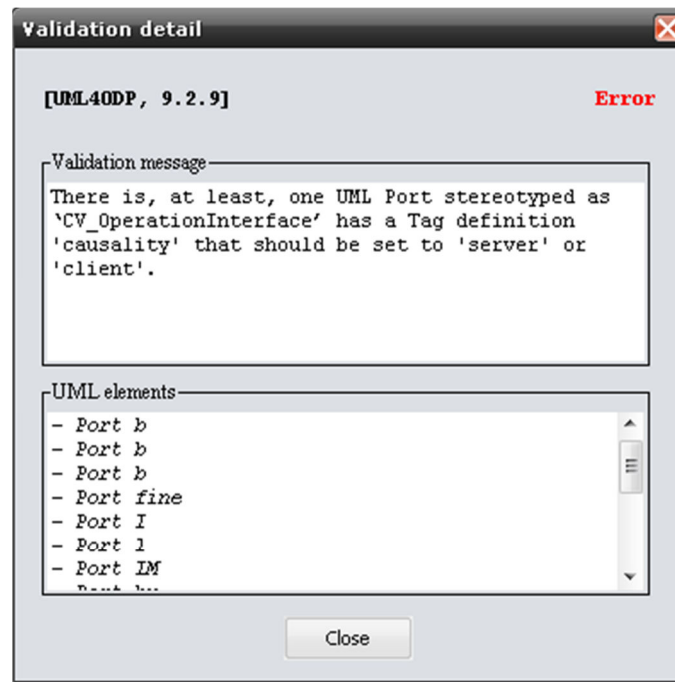 Validation detail
[UML4ODP, 9.2.9]
Error
Validation message
There is, at least, one UML Port stereotyped as
‘CV_OperationInterface’ has a Tag definition
'causality' that should be set to 'server' or
'client'.
UML elements
- Port b
- Port b
- Port b
- Port fine
- Port I
- Port l
- Port IM
Close